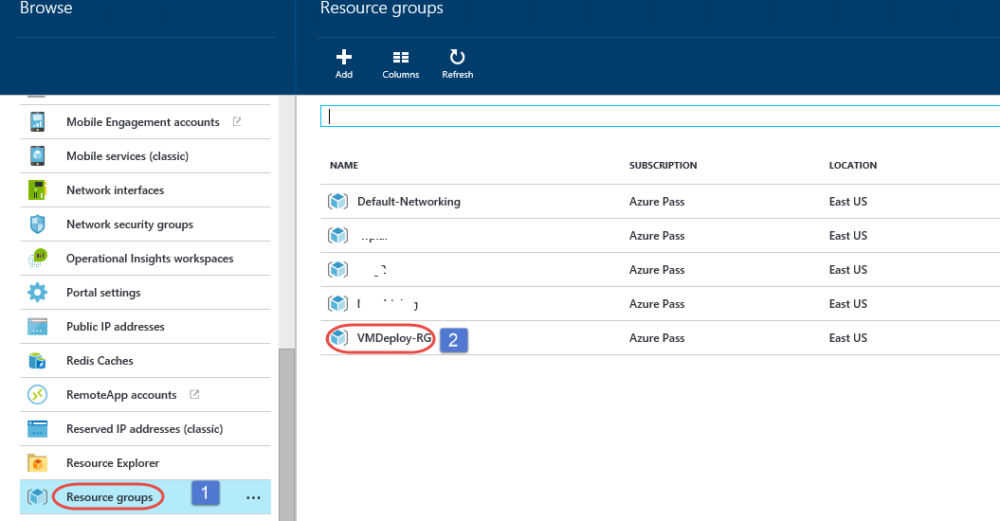 Browse
Resource groups
Add
Columns
Refresh
Mobile Engagement accounts
Mobile services (classic)
Network interfaces
Network security groups
Operational Insights workspaces
Portal settings
Public IP addresses
Redis Caches
RemoteApp accounts
Reserved IP addresses (classic)
Resource Explorer
Resource groups 1 ...
NAME SUBSCRIPTION LOCATION
Default-Networking Azure Pass East US
Azure Pass East US
Azure Pass East US
Azure Pass East US
VMDeploy-RG 2 Azure Pass East US